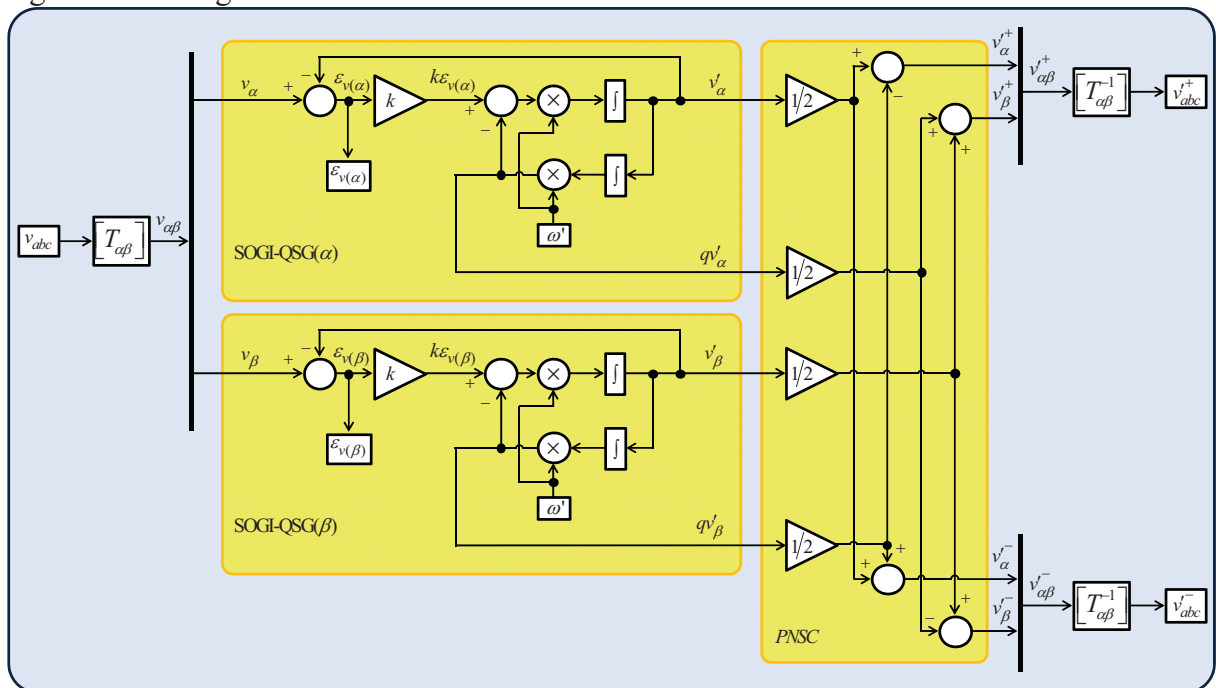 v_abc
[T_αβ]
v_αβ
v_α
+
−
ε_v(α)
ε_v(α)
k
kε_v(α)
+
−
×
∫
×
∫
ω'
v'_α
qv'_α
SOGI-QSG(α)
v_β
+
−
ε_v(β)
ε_v(β)
k
kε_v(β)
+
−
×
∫
×
∫
ω'
v'_β
qv'_β
SOGI-QSG(β)
1/2
1/2
1/2
1/2
+
−
+
+
+
+
+
−
PNSC
v'^+_α
v'^+_αβ
v'^+_β
[T^−1_αβ]
v'^+_abc
v'^−_α
v'^−_αβ
v'^−_β
[T^−1_αβ]
v'^−_abc